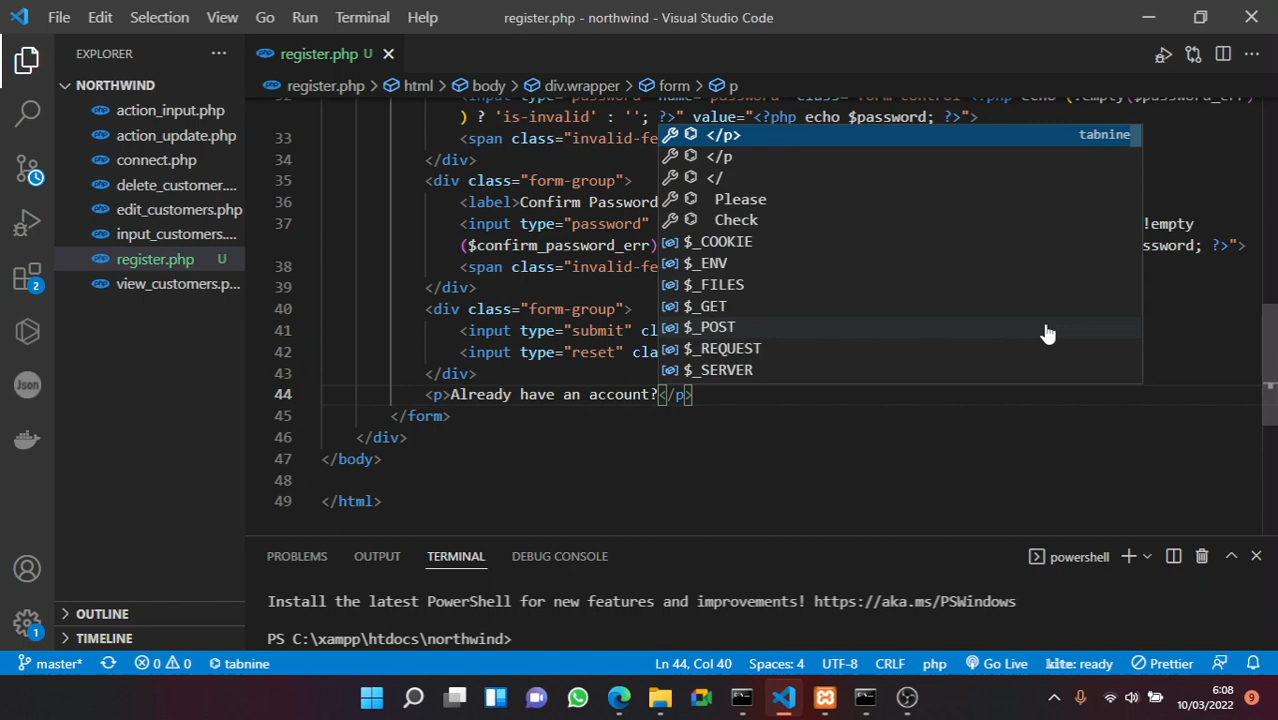 File Edit Selection View Go Run Terminal Help register.php - northwind - Visual Studio Code
EXPLORER
register.php U
NORTHWIND
register.php > html > body > div.wrapper > form > p
action_input.php
action_update.php
connect.php
delete_customer....
edit_customers.php
input_customers....
register.php U
view_customers.p...
) ? 'is-invalid' : ''; ?>" value="<?php echo $password; ?>">
33 <span class="invalid-fe
34 </div>
35 <div class="form-group">
36 <label>Confirm Password
37 <input type="password" !empty
($confirm_password_err) ssword; ?>">
38 <span class="invalid-fe
39 </div>
40 <div class="form-group">
41 <input type="submit" cl
42 <input type="reset" cla
43 </div>
44 <p>Already have an account?</p>
45 </form>
46 </div>
47 </body>
48
49 </html>
</p> tabnine
</p
</
Please
Check
$_COOKIE
$_ENV
$_FILES
$_GET
$_POST
$_REQUEST
$_SERVER
PROBLEMS OUTPUT TERMINAL DEBUG CONSOLE powershell
Install the latest PowerShell for new features and improvements! https://aka.ms/PSWindows
PS C:\xampp\htdocs\northwind>
OUTLINE
TIMELINE
2
1
Json
master* 0 0 tabnine Ln 44, Col 40 Spaces: 4 UTF-8 CRLF php Go Live kite: ready Prettier
6:08
10/03/2022
9